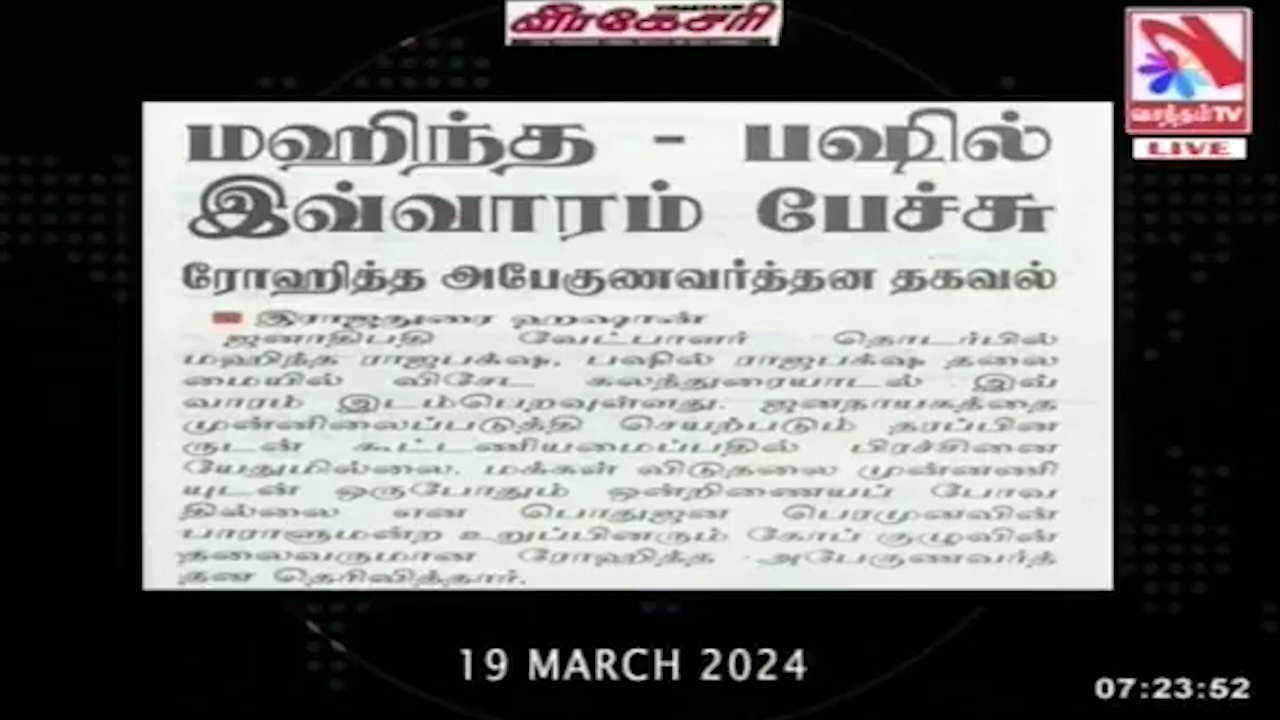 வீரகேசரி
வசந்தம்TV
LIVE
மஹிந்த - பஷில்
இவ்வாரம் பேச்சு
ரோஹித்த அபேகுணவர்த்தன தகவல்
இராஜதுரை ஹஷான்
ஜனாதிபதி வேட்பாளர் தொடர்பில்
மஹிந்த ராஜபக்ஷ, பஷில் ராஜபக்ஷ தலை
மையில் விசேட கலந்துரையாடல் இவ்
வாரம் இடம்பெறவுள்ளது. ஜனநாயகத்தை
முன்னிலைப்படுத்தி செயற்படும் தரப்பின
ருடன் கூட்டணியமைப்பதில் பிரச்சினை
யேதுமில்லை. மக்கள் விடுதலை முன்னணி
யுடன் ஒருபோதும் ஒன்றிணையப் போவ
தில்லை என பொதுஜன பெரமுனவின்
பாராளுமன்ற உறுப்பினரும் கோப் குழுவின்
தலைவருமான ரோஹித்த அபேகுணவர்த்
தன தெரிவித்தார்.
19 MARCH 2024
07:23:52